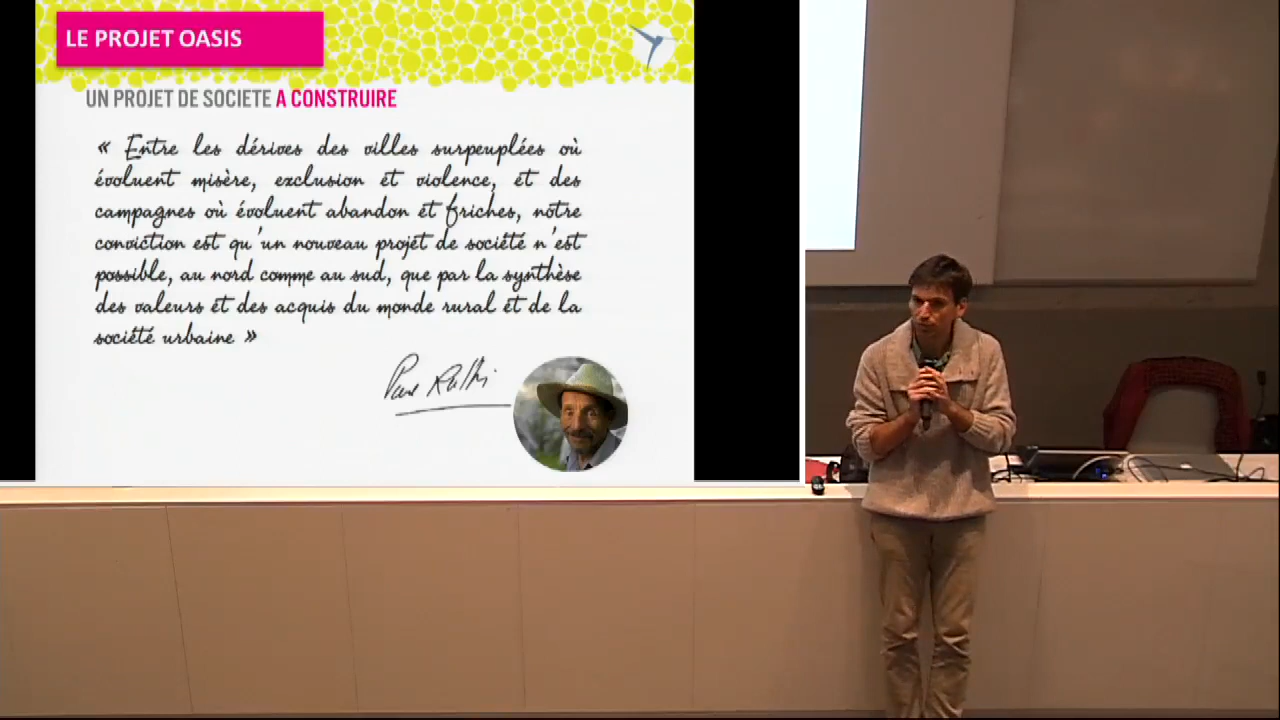 LE PROJET OASIS
UN PROJET DE SOCIETE A CONSTRUIRE
« Entre les dérives des villes surpeuplées où
évoluent misère, exclusion et violence, et des
campagnes où évoluent abandon et friches, notre
conviction est qu'un nouveau projet de société n'est
possible, au nord comme au sud, que par la synthèse
des valeurs et des acquis du monde rural et de la
société urbaine »